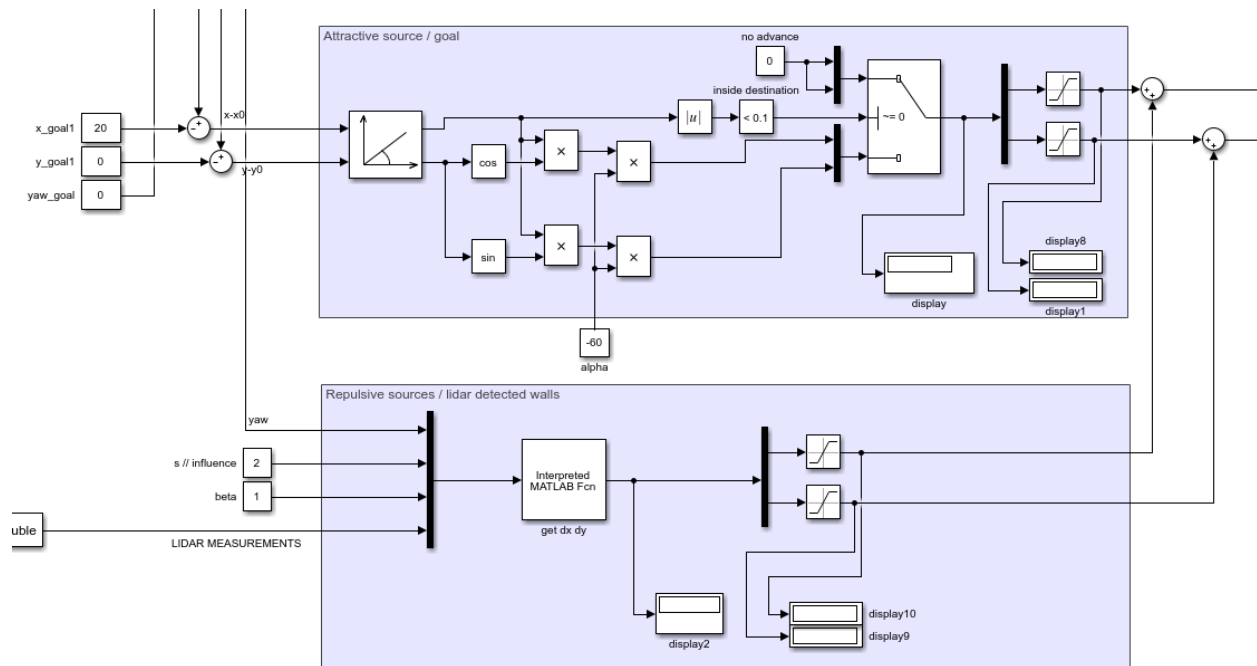 Attractive source / goal
no advance
0
inside destination
x-x0
x_goal1
20
|u|
< 0.1
~= 0
y_goal1
0
y-y0
cos
×
×
yaw_goal
0
sin
×
×
display8
display
display1
-60
alpha
Repulsive sources / lidar detected walls
yaw
s // influence
2
Interpreted
MATLAB Fcn
beta
1
get dx dy
uble
LIDAR MEASUREMENTS
display10
display9
display2